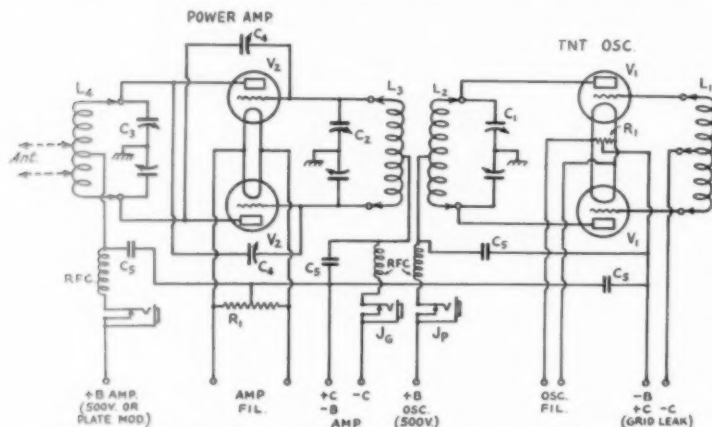 POWER AMP
TNT OSC.
C4
V2
V1
L4
C3
Ant.
C2
L3
L2
C1
R1
L1
V2
C4
V1
C5
RFC
C5
RFC
C5
C5
R1
JG
JP
+B AMP.
(500V. OR
PLATE MOD.)
AMP
FIL.
+C -C
-B
AMP
+B
OSC.
(500V.)
OSC.
FIL.
-B
+C -C
(GRID LEAK)